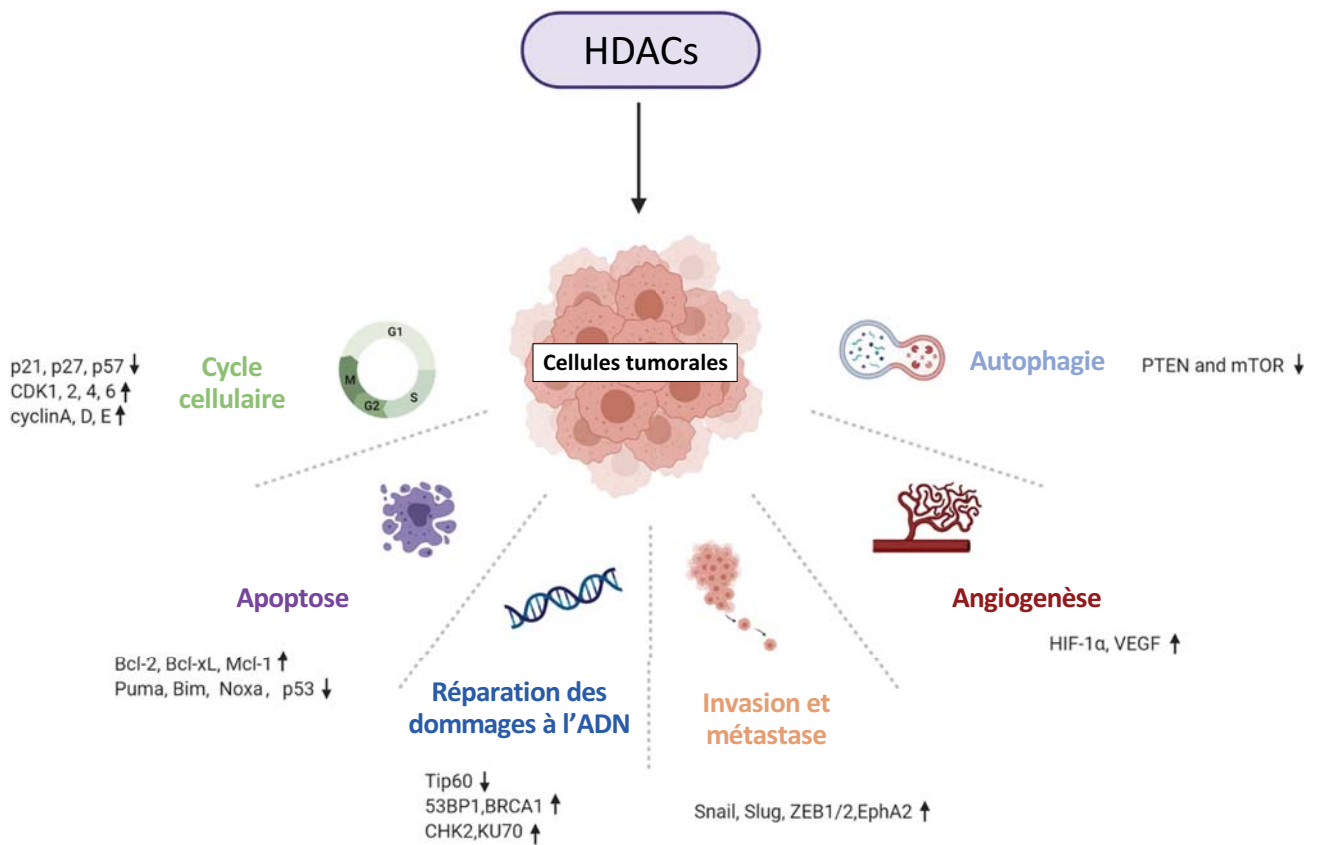 HDACs
Cellules tumorales
p21, p27, p57 ↓
CDK1, 2, 4, 6 ↑
cyclinA, D, E ↑
Cycle
cellulaire
G1
S
G2
M
Autophagie
PTEN and mTOR ↓
Apoptose
Bcl-2, Bcl-xL, Mcl-1 ↑
Puma, Bim, Noxa, p53 ↓
Réparation des
dommages à l’ADN
Tip60 ↓
53BP1,BRCA1 ↑
CHK2,KU70 ↑
Invasion et
métastase
Snail, Slug, ZEB1/2,EphA2 ↑
Angiogenèse
HIF-1α, VEGF ↑